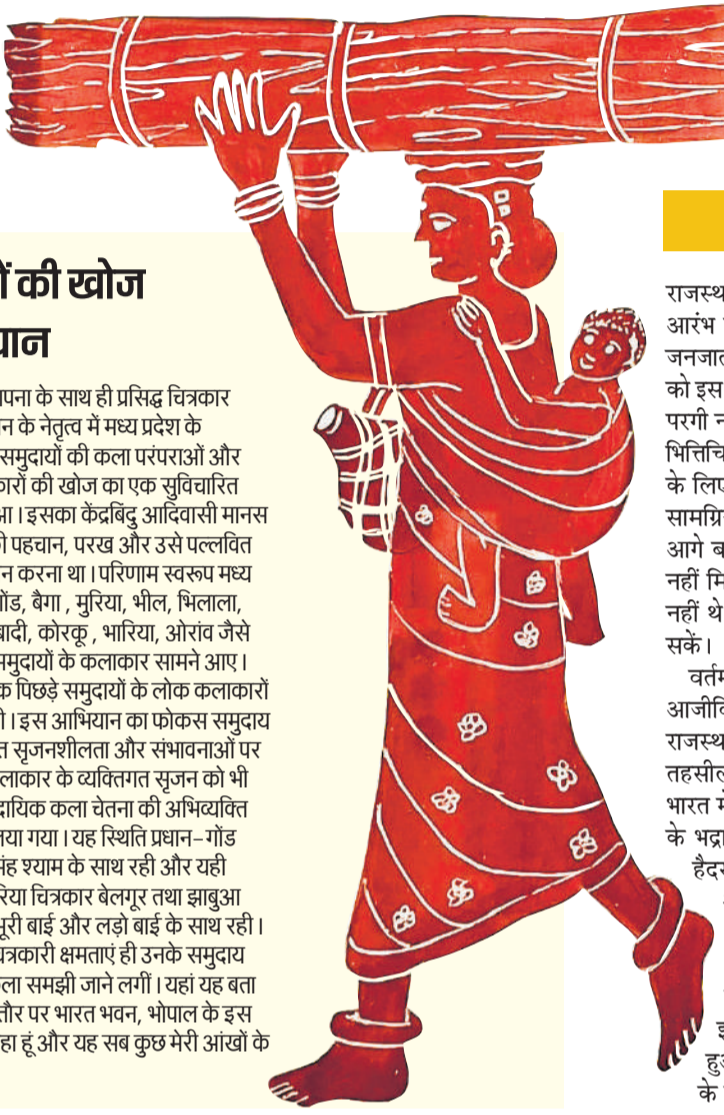 ों की खोज
यान
ापना के साथ ही प्रसिद्ध चित्रकार
न के नेतृत्व में मध्य प्रदेश के
समुदायों की कला परंपराओं और
कारों की खोज का एक सुविचारित
आ। इसका केंद्रबिंदु आदिवासी मानस
ी पहचान, परख और उसे पल्लवित
न करना था। परिणाम स्वरूप मध्य
गोंड, बैगा , मुरिया, भील, भिलाला,
बादी, कोरकू , भारिया, ओरांव जैसे
समुदायों के कलाकार सामने आए।
क पिछड़े समुदायों के लोक कलाकारों
ी। इस आभियान का फोकस समुदाय
त सृजनशीलता और संभावनाओं पर
लाकार के व्यक्तिगत सृजन को भी
दायिक कला चेतना की अभिव्यक्ति
लया गया। यह स्थिति प्रधान–गोंड
संह श्याम के साथ रही और यही
रिया चित्रकार बेलगूर तथा झाबुआ
भूरी बाई और लड़ो बाई के साथ रही।
चत्रकारी क्षमताएं ही उनके समुदाय
ला समझी जाने लगीं। यहां यह बता
तौर पर भारत भवन, भोपाल के इस
हा हूं और यह सब कुछ मेरी आंखों के
राजस्थ
आरंभ
जनजात
को इस
परगी न
भित्तिचि
के लिए
सामग्रि
आगे ब
नहीं मि
नहीं थे
सकें।
वर्तम
आजीवि
राजस्थ
तहसील
भारत मे
के भद्रा
हैदर
इ
हुउ
के